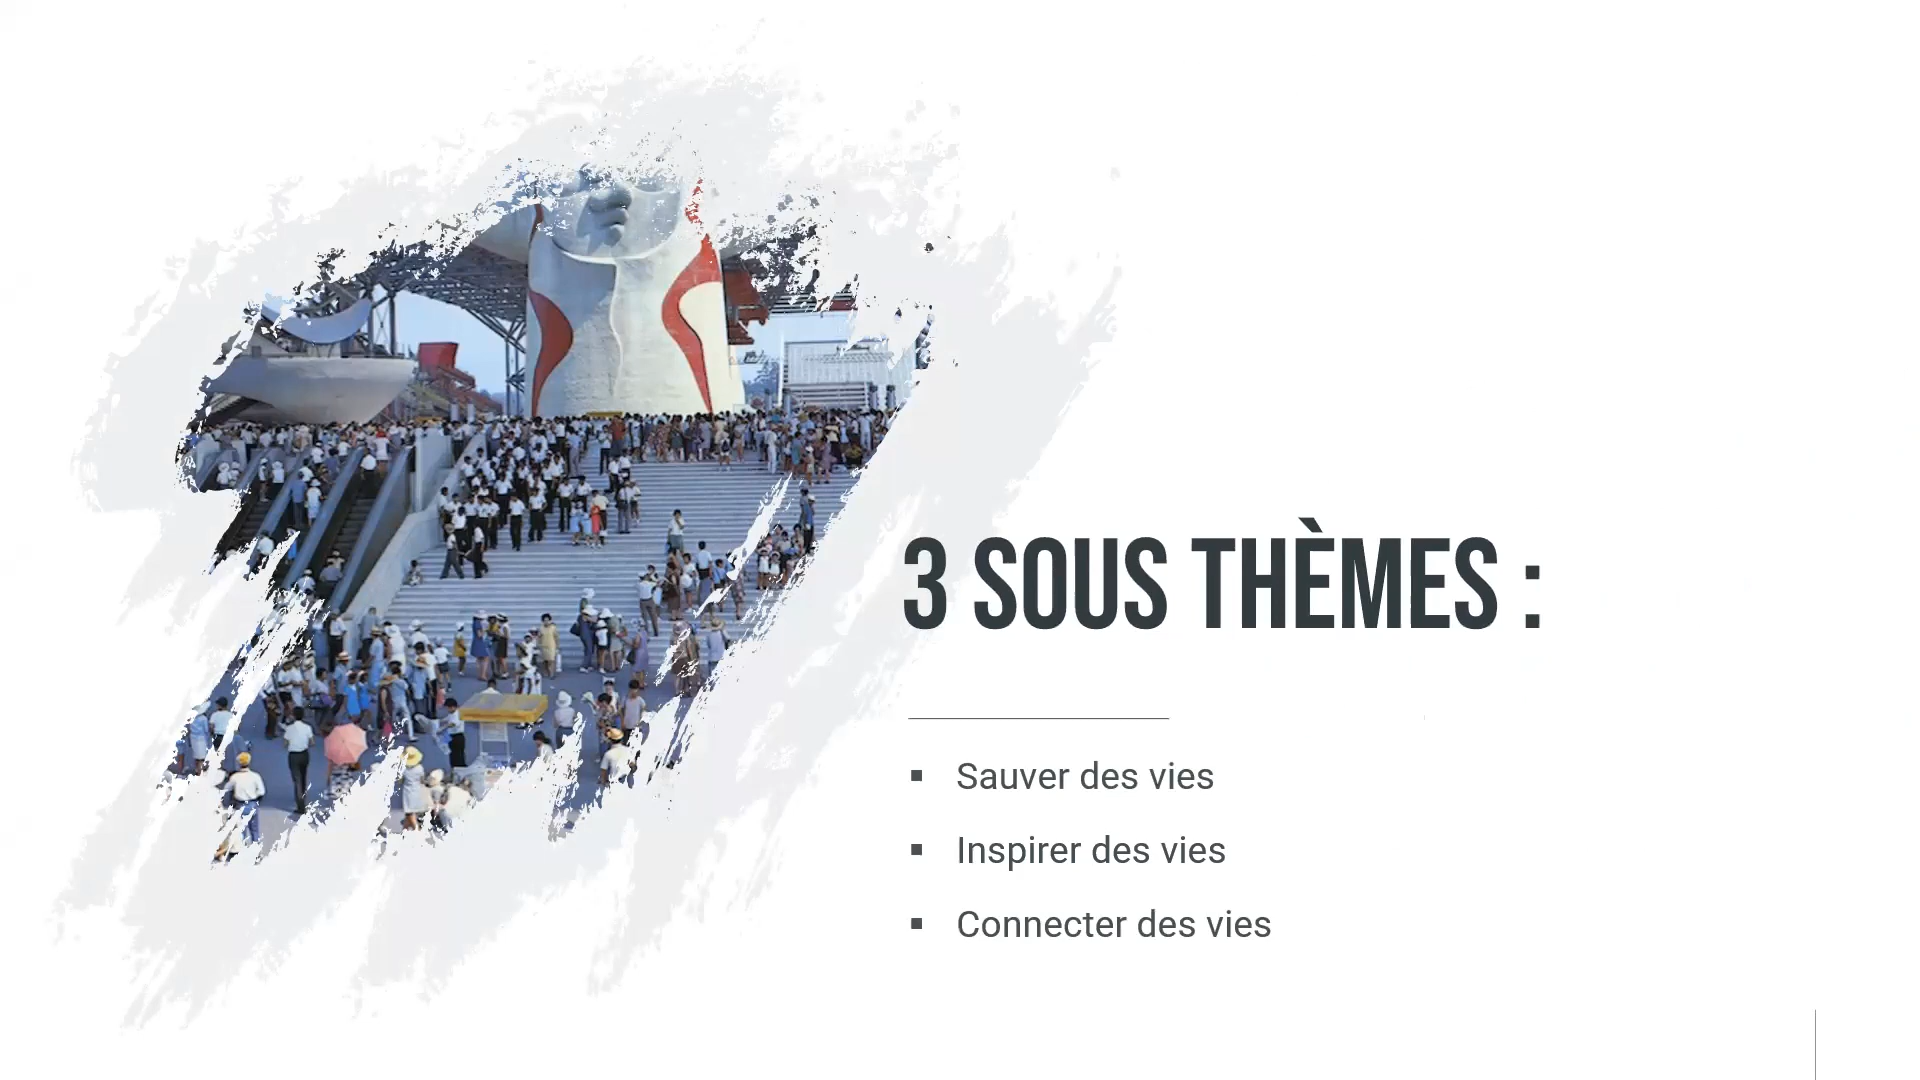 3 SOUS THÈMES :
▪ Sauver des vies
▪ Inspirer des vies
▪ Connecter des vies